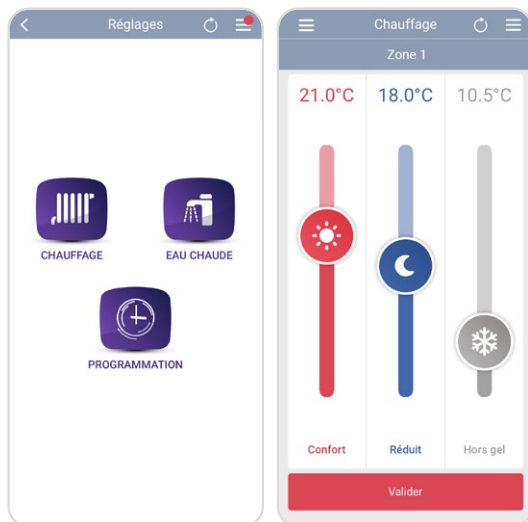 Réglages
CHAUFFAGE
EAU CHAUDE
PROGRAMMATION
Chauffage
Zone 1
21.0°C
18.0°C
10.5°C
Confort
Réduit
Hors gel
Valider